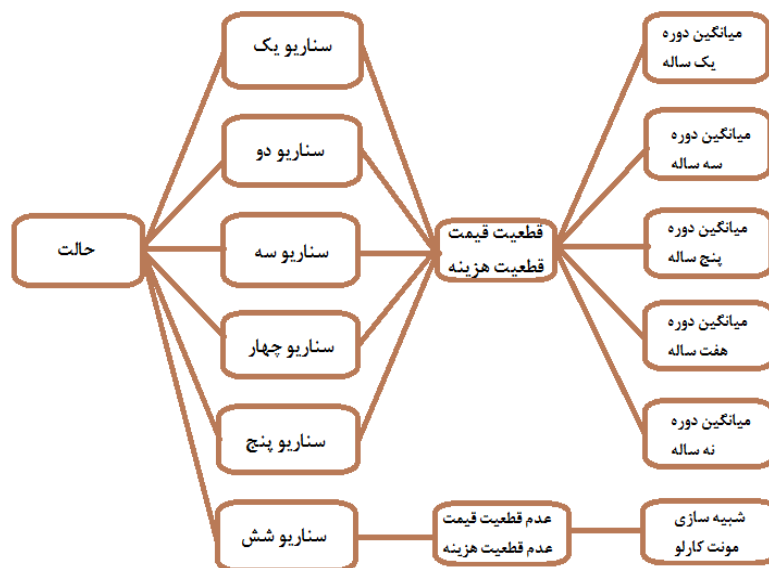 حالت
سناریو یک
سناریو دو
سناریو سه
سناریو چهار
سناریو پنج
سناریو شش
قطعیت قیمت
قطعیت هزینه
عدم قطعیت قیمت
عدم قطعیت هزینه
میانگین دوره
یک ساله
میانگین دوره
سه ساله
میانگین دوره
پنج ساله
میانگین دوره
هفت ساله
میانگین دوره
نه ساله
شبیه سازی
مونت کارلو